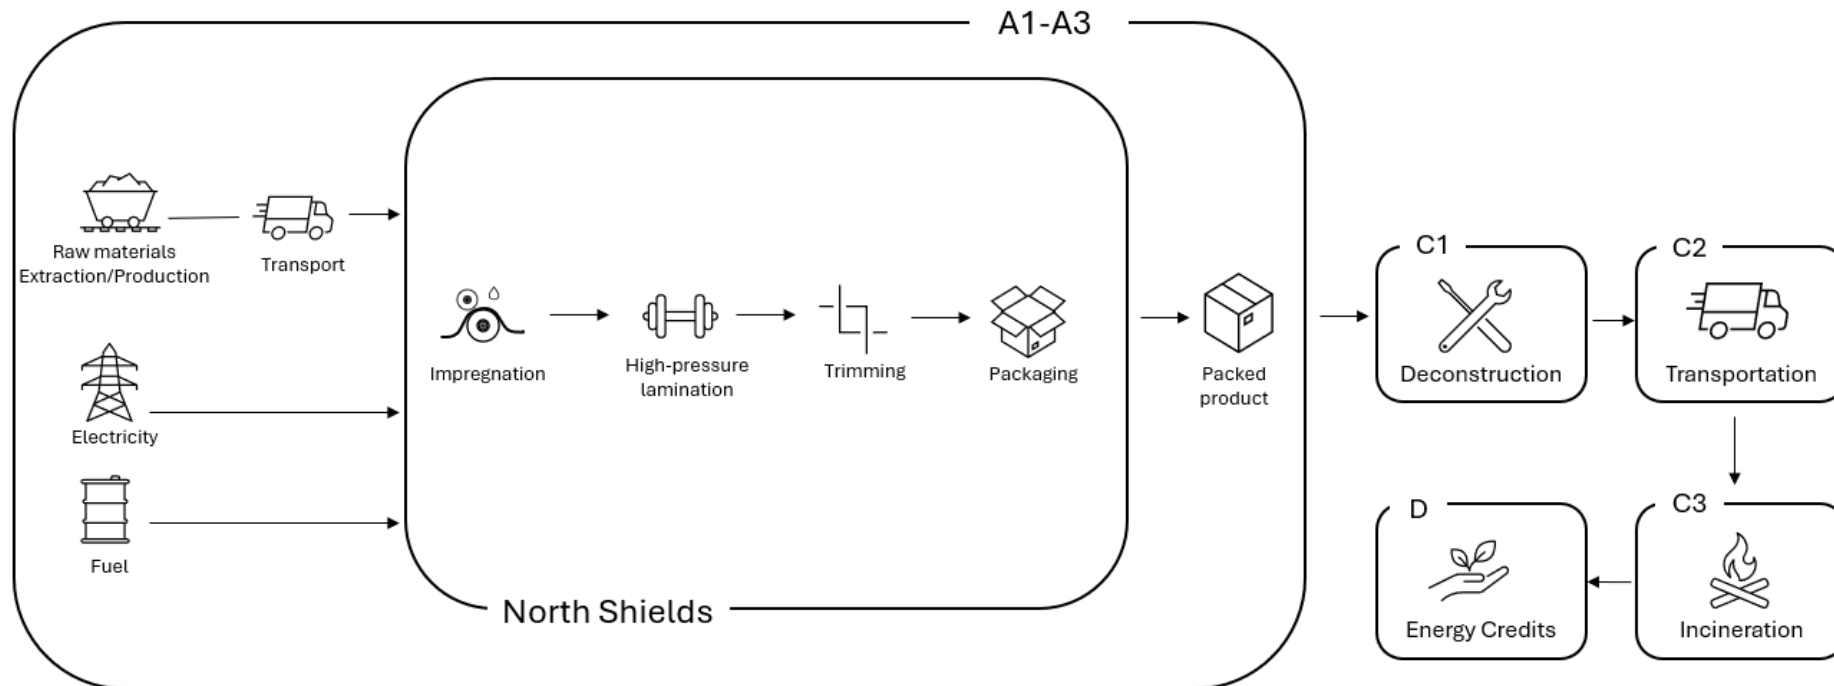 A1-A3
Raw materials
Extraction/Production
Transport
Electricity
Fuel
Impregnation
High-pressure
lamination
Trimming
Packaging
North Shields
Packed
product
C1
Deconstruction
C2
Transportation
D
Energy Credits
C3
Incineration